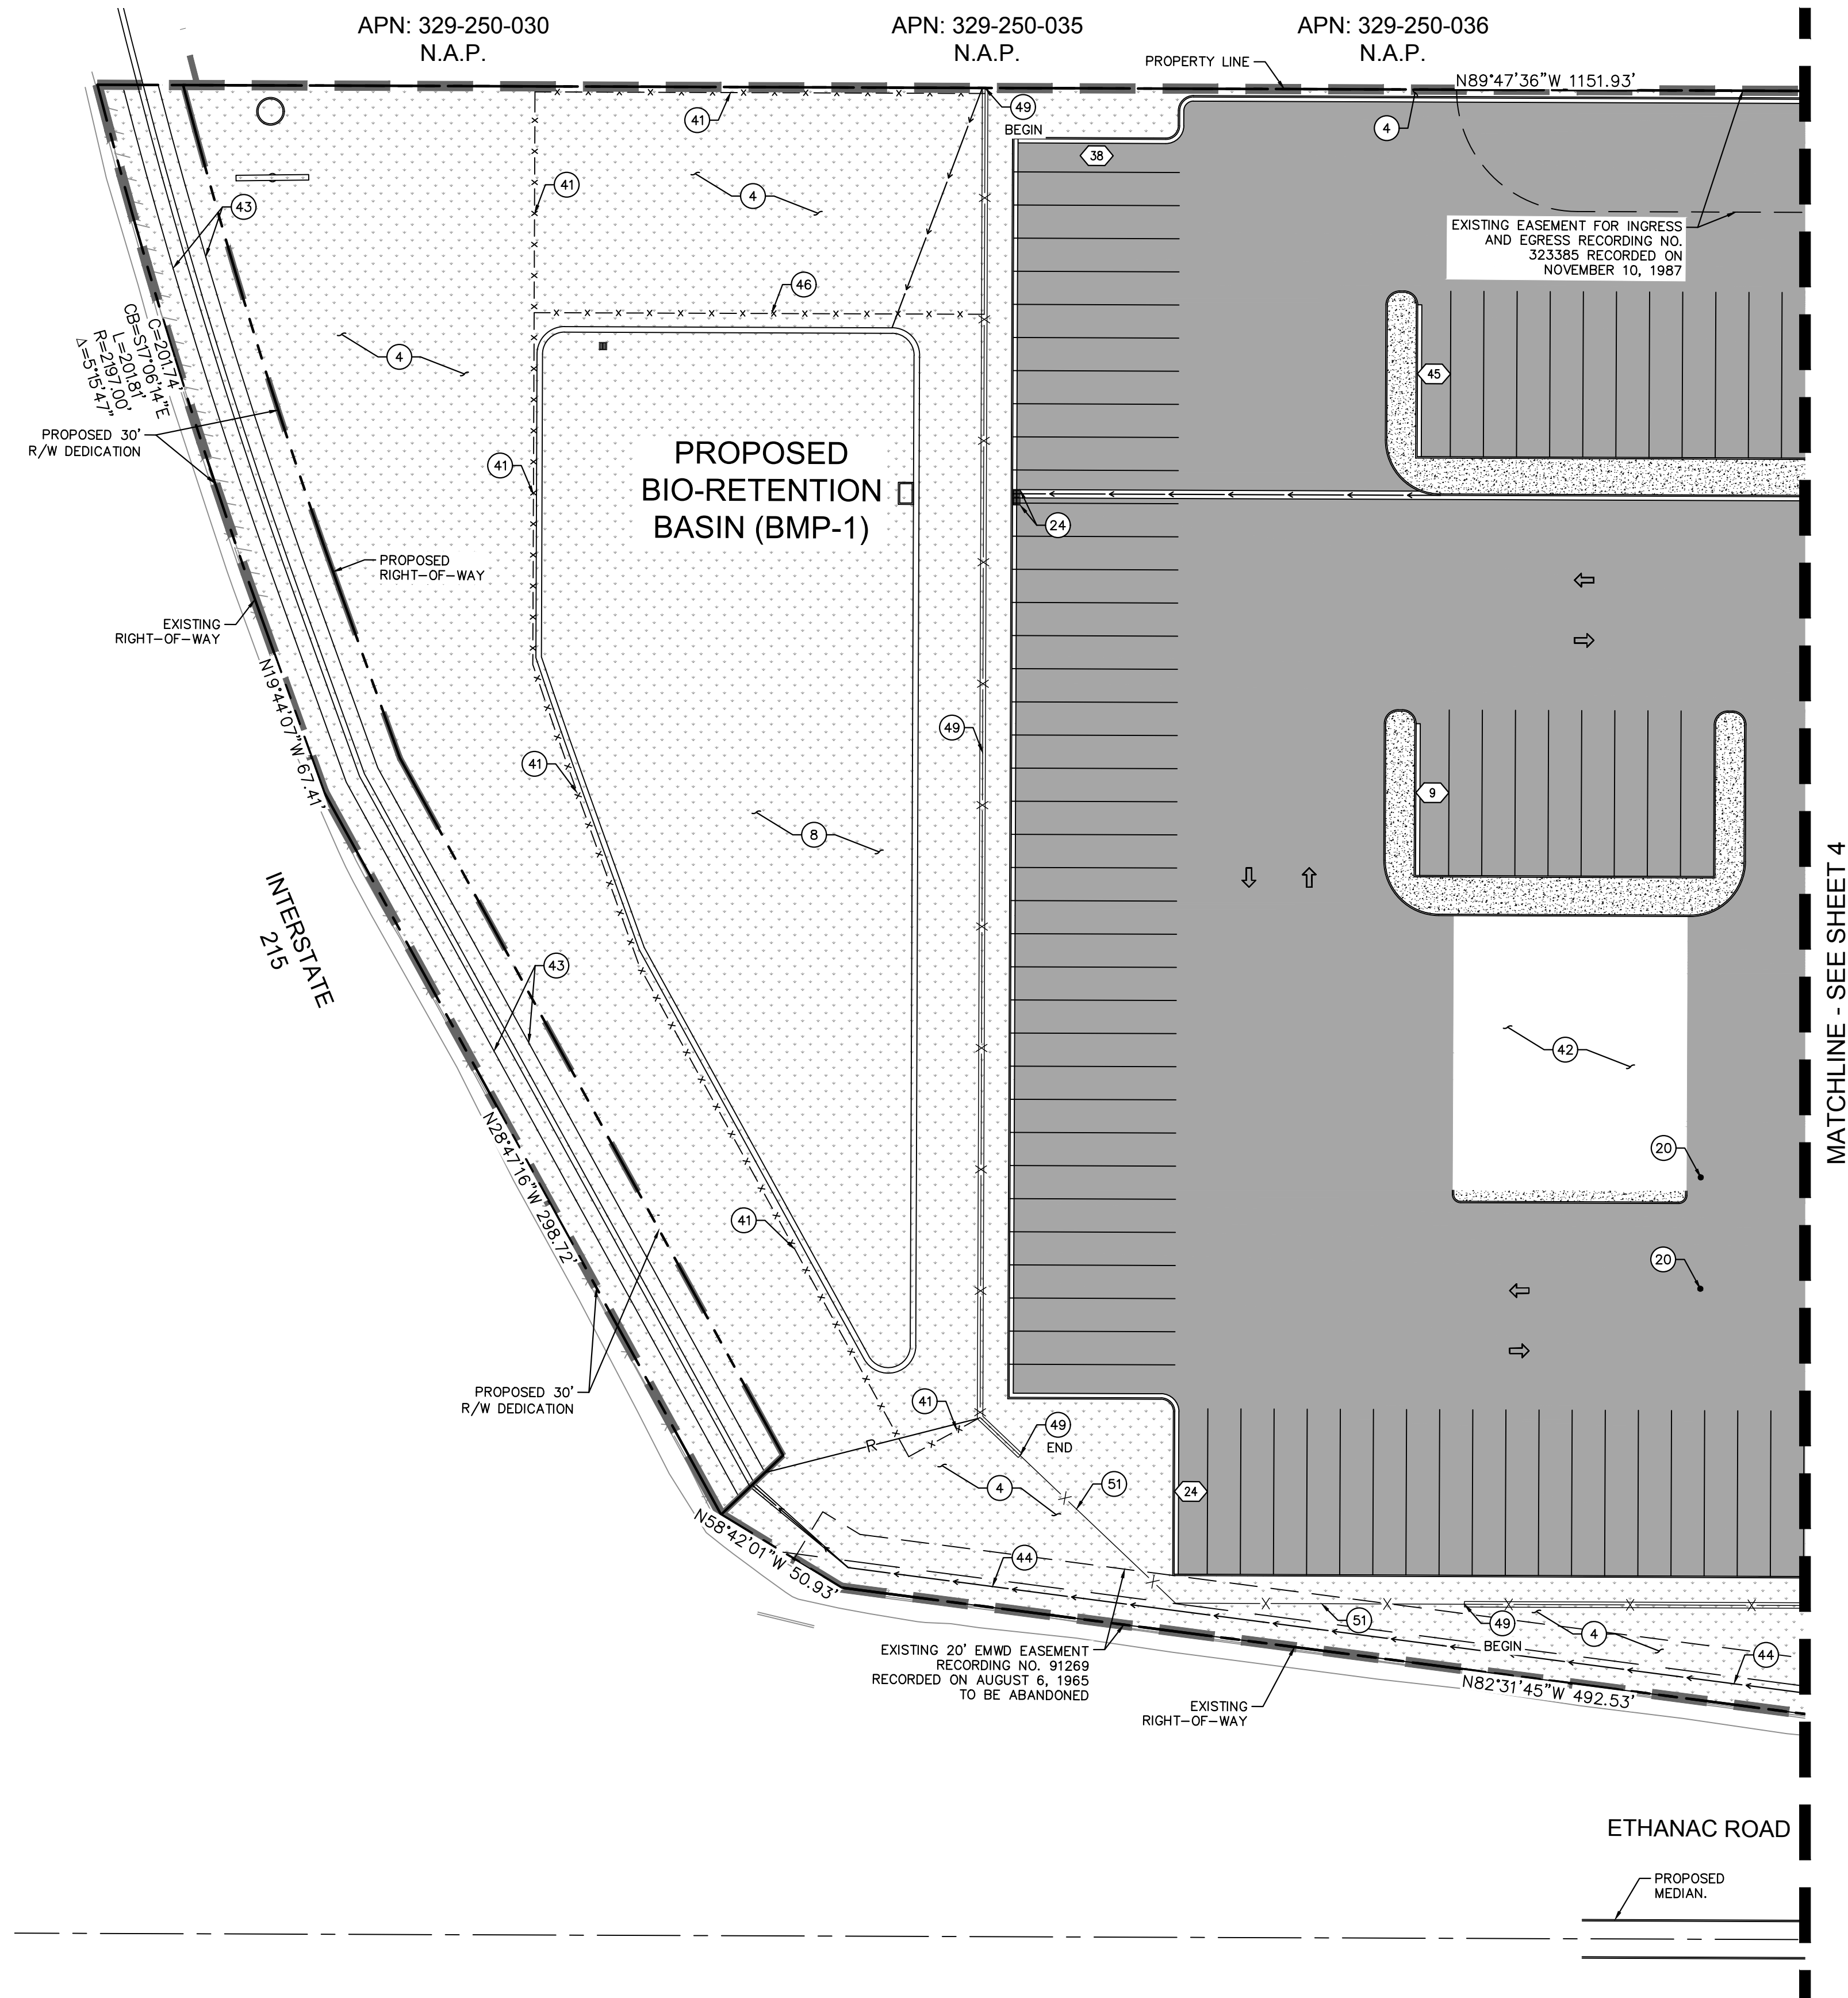 APN: 329-250-030
N.A.P.
APN: 329-250-035
N.A.P.
APN: 329-250-036
N.A.P.
PROPERTY LINE
N89°47'36"W 1151.93'
49
BEGIN
41
4
38
41
4
43
EXISTING EASEMENT FOR INGRESS
AND EGRESS RECORDING NO.
323385 RECORDED ON
NOVEMBER 10, 1987
46
C=201.74'
CB=S17°06'14"E
L=201.81'
R=2197.00'
Δ=5°15'47"
4
45
PROPOSED 30'
R/W DEDICATION
PROPOSED
BIO-RETENTION
BASIN (BMP-1)
41
24
PROPOSED
RIGHT-OF-WAY
EXISTING
RIGHT-OF-WAY
N19°44'07"W 67.41'
49
41
9
8
INTERSTATE
215
MATCHLINE - SEE SHEET 4
43
42
N28°47'16"W 298.72'
20
41
20
PROPOSED 30'
R/W DEDICATION
41
49
END
R
4
51
24
N58°42'01"W 50.93'
44
51
49
BEGIN
4
44
EXISTING 20' EMWD EASEMENT
RECORDING NO. 91269
RECORDED ON AUGUST 6, 1965
TO BE ABANDONED
EXISTING
RIGHT-OF-WAY
N82°31'45"W 492.53'
ETHANAC ROAD
PROPOSED
MEDIAN.